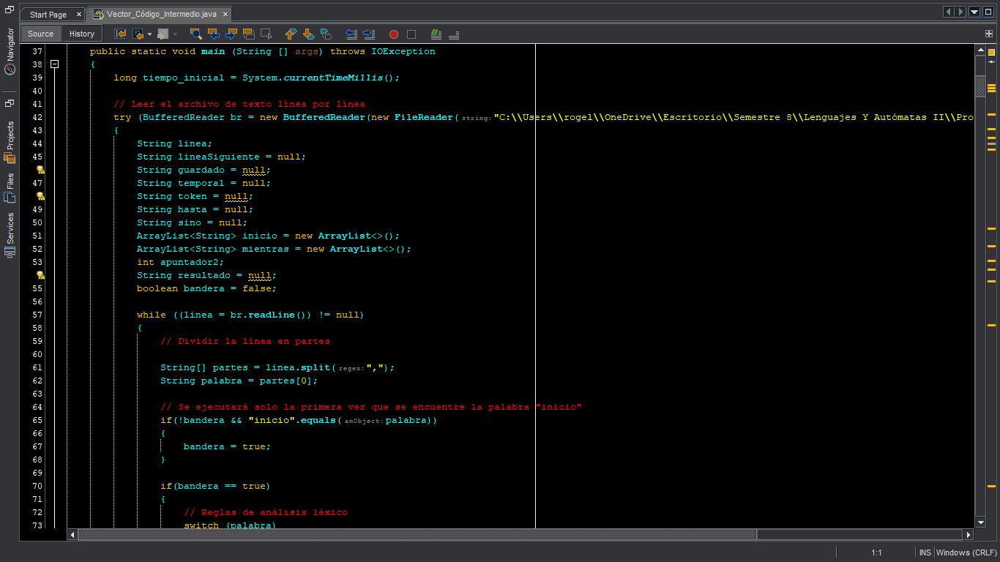 Start Page
Vector_Código_Intermedio.java
Source
History
Navigator
Projects
Files
Services
37 public static void main (String [] args) throws IOException
38 {
39 long tiempo_inicial = System.currentTimeMillis();
40
41 // Leer el archivo de texto línea por línea
42 try (BufferedReader br = new BufferedReader(new FileReader( string: "C:\\Users\\rogel\\OneDrive\\Escritorio\\Semestre 8\\Lenguajes Y Autómatas II\\Pro
43 {
44 String linea;
45 String lineaSiguiente = null;
String guardado = null;
47 String temporal = null;
String token = null;
49 String hasta = null;
50 String sino = null;
51 ArrayList<String> inicio = new ArrayList<>();
52 ArrayList<String> mientras = new ArrayList<>();
53 int apuntador2;
String resultado = null;
55 boolean bandera = false;
56
57 while ((linea = br.readLine()) != null)
58 {
59 // Dividir la línea en partes
60
61 String[] partes = linea.split( regex: ",");
62 String palabra = partes[0];
63
64 // Se ejecutará solo la primera vez que se encuentre la palabra "inicio"
65 if(!bandera && "inicio".equals( anObject: palabra))
66 {
67 bandera = true;
68 }
69
70 if(bandera == true)
71 {
72 // Reglas de análisis léxico
73 switch (palabra)
1:1
INS
Windows (CRLF)